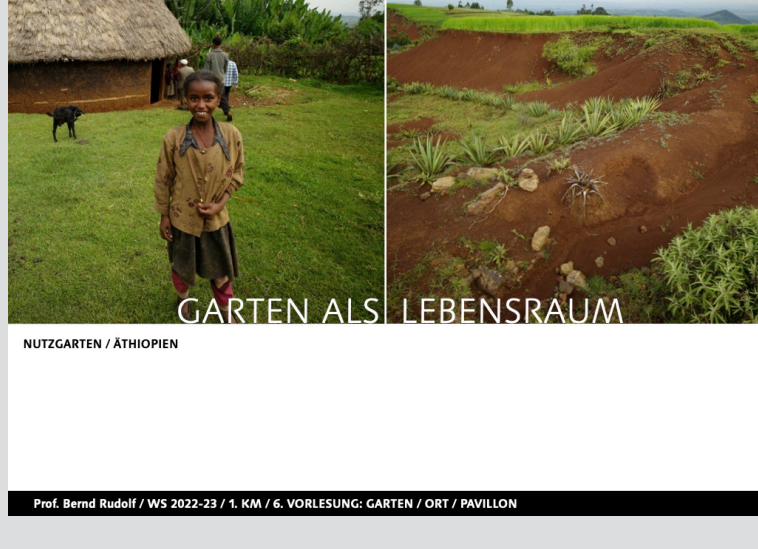 GARTEN ALS LEBENSRAUM
NUTZGARTEN / ÄTHIOPIEN
Prof. Bernd Rudolf / WS 2022-23 / 1. KM / 6. VORLESUNG: GARTEN / ORT / PAVILLON